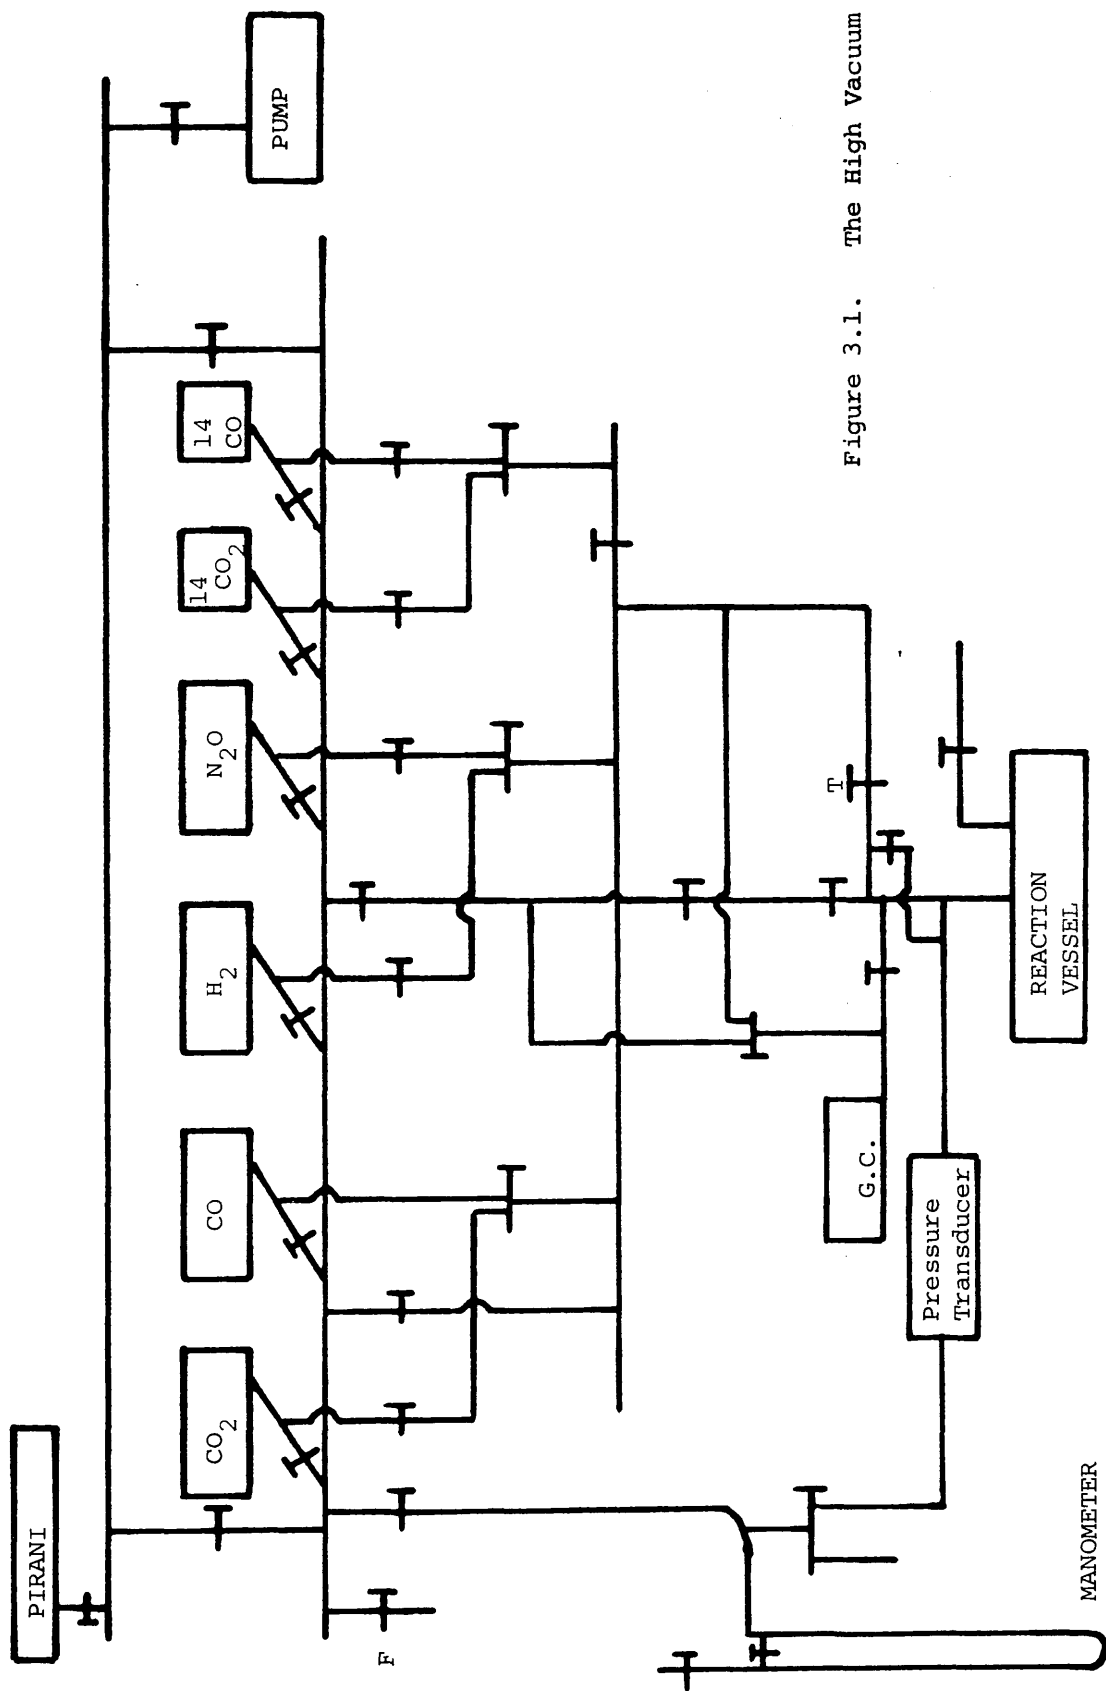 PIRANI
PUMP
CO2
CO
H2
N2O
14
CO2
14
CO
F
T
G.C.
Pressure
Transducer
REACTION
VESSEL
MANOMETER
Figure 3.1. The High Vacuum